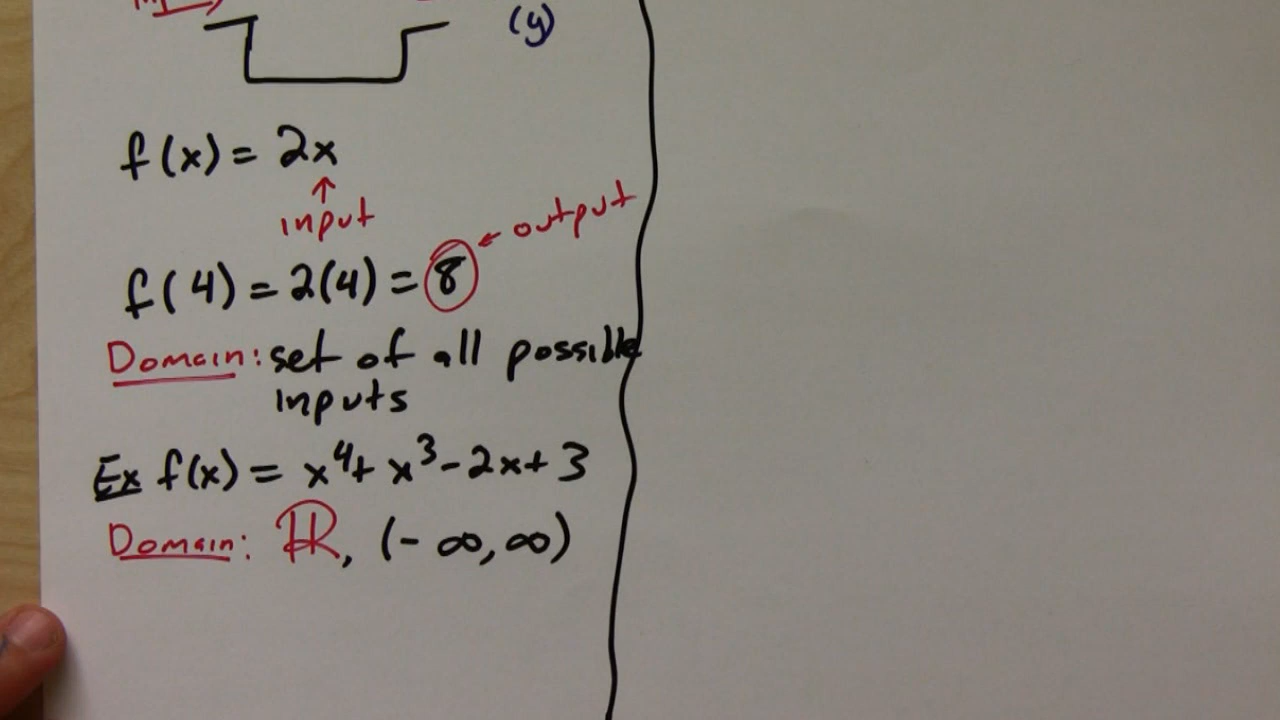 (y)
f(x) = 2x
↑
input
← output
f(4) = 2(4) = 8
Domain: set of all possible
inputs
Ex f(x) = x⁴ + x³ - 2x + 3
Domain: ℝ, (-∞, ∞)